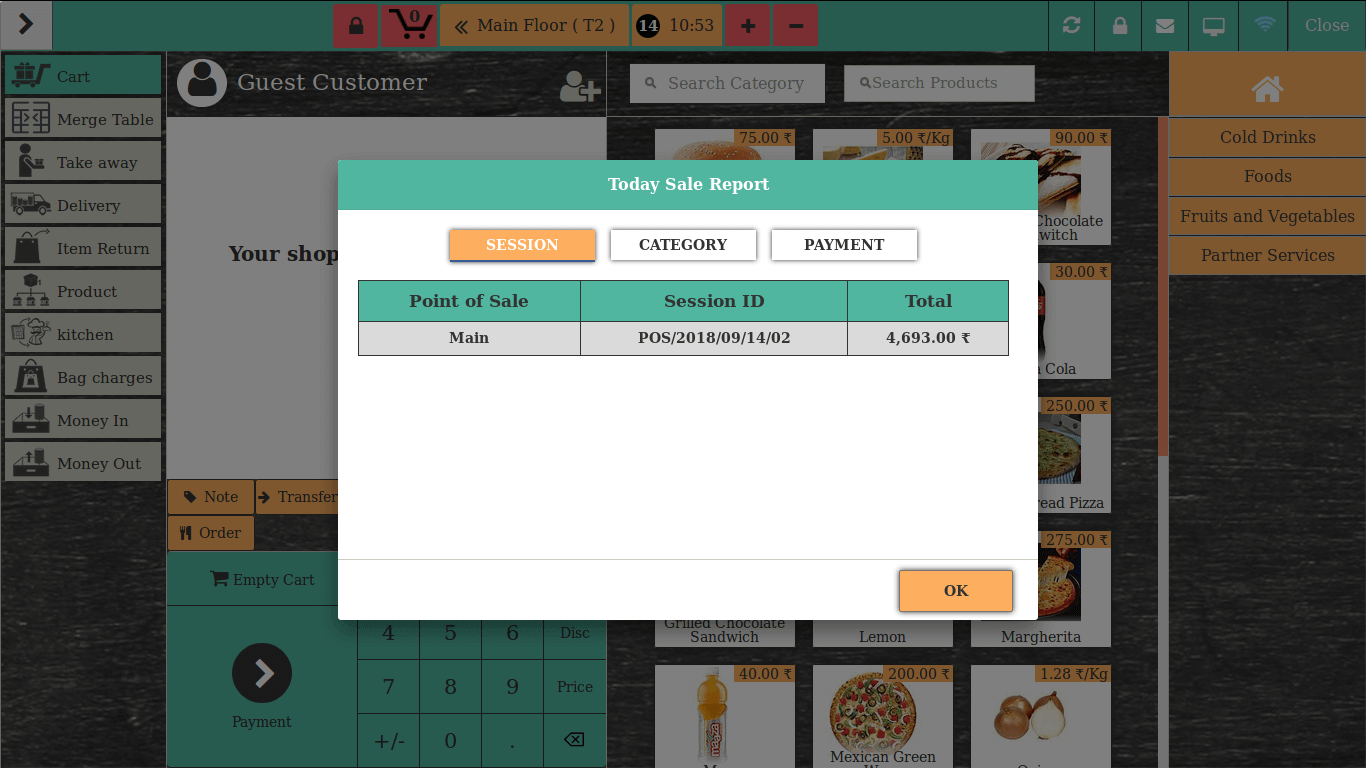 0
Main Floor ( T2 )
14 10:53
Close
Cart
Merge Table
Take away
Delivery
Item Return
Product
kitchen
Bag charges
Money In
Money Out
Guest Customer
Your shop
Note
Transfer
Order
Empty Cart
Payment
4 5 6 Disc
7 8 9 Price
+/- 0 .
Search Category
Search Products
75.00 ₹
5.00 ₹/Kg
90.00 ₹
Chocolate
30.00 ₹
Cola
250.00 ₹
Pizza
275.00 ₹
Grilled Chocolate
Sandwich
Lemon
Margherita
40.00 ₹
200.00 ₹
Mexican Green
1.28 ₹/Kg
Cold Drinks
Foods
Fruits and Vegetables
Partner Services
Today Sale Report
SESSION CATEGORY PAYMENT
Point of Sale Session ID Total
Main POS/2018/09/14/02 4,693.00 ₹
OK